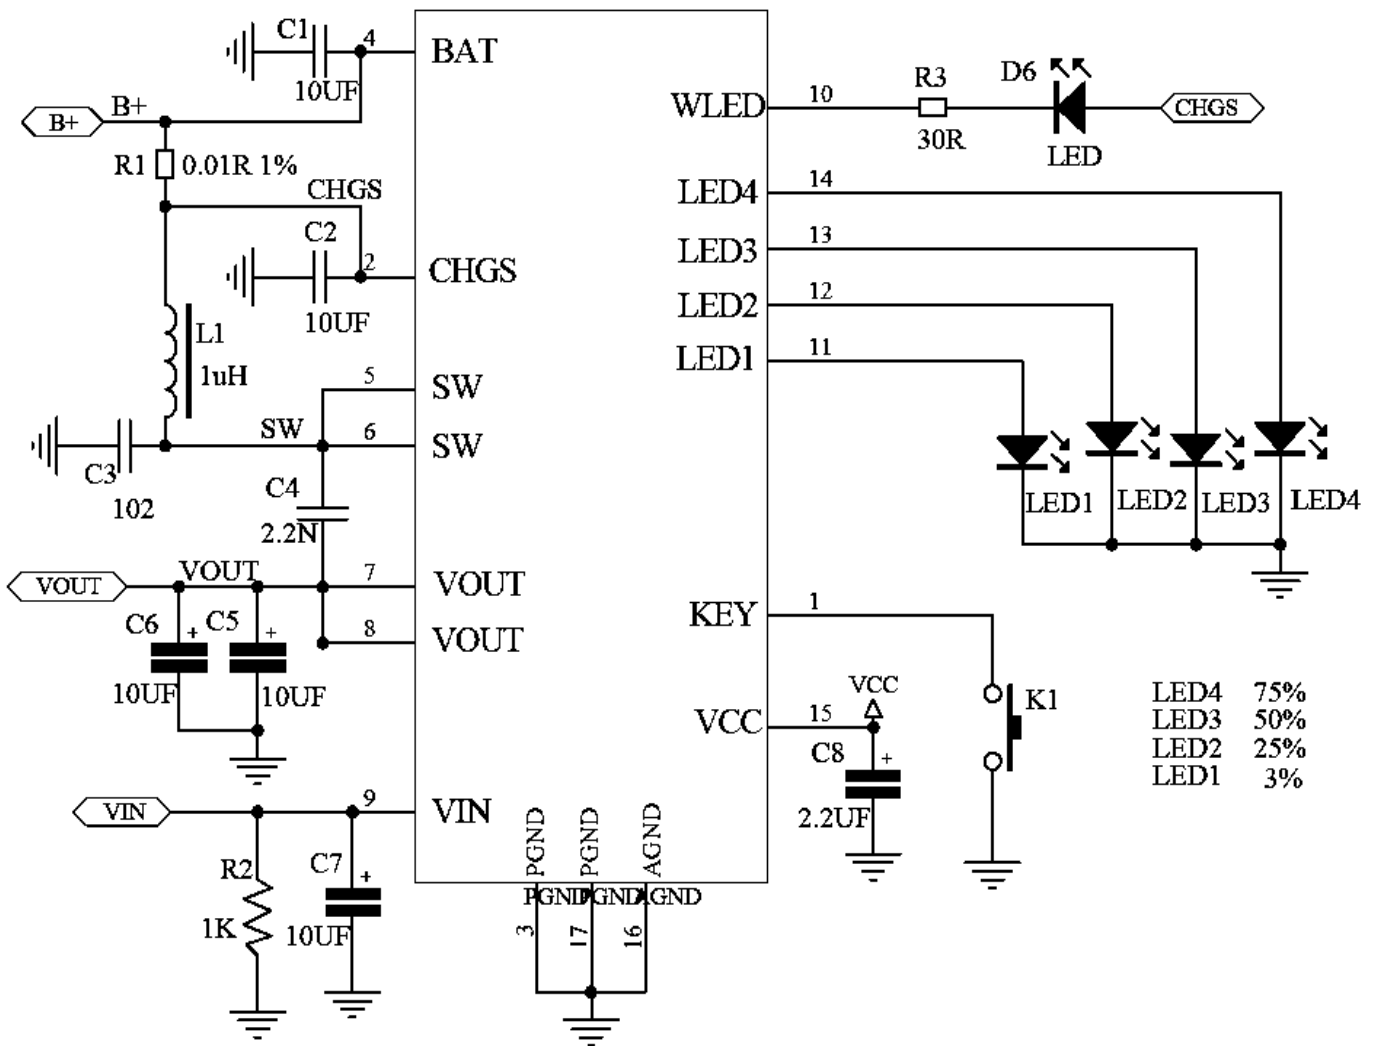 C1
4
BAT
10UF
B+
B+
R1
0.01R 1%
CHGS
C2
2
CHGS
10UF
L1
1uH
5
SW
SW
6
SW
C3
102
C4
2.2N
VOUT
VOUT
7
VOUT
8
VOUT
C6
+
C5
+
10UF
10UF
VIN
9
VIN
R2
1K
C7
+
10UF
PGND
PGND
AGND
PGND
PGND
AGND
3
17
16
WLED
10
R3
30R
D6
LED
CHGS
LED4
14
LED3
13
LED2
12
LED1
11
LED1
LED2
LED3
LED4
KEY
1
K1
VCC
VCC
15
C8
+
2.2UF
LED4 75%
LED3 50%
LED2 25%
LED1 3%